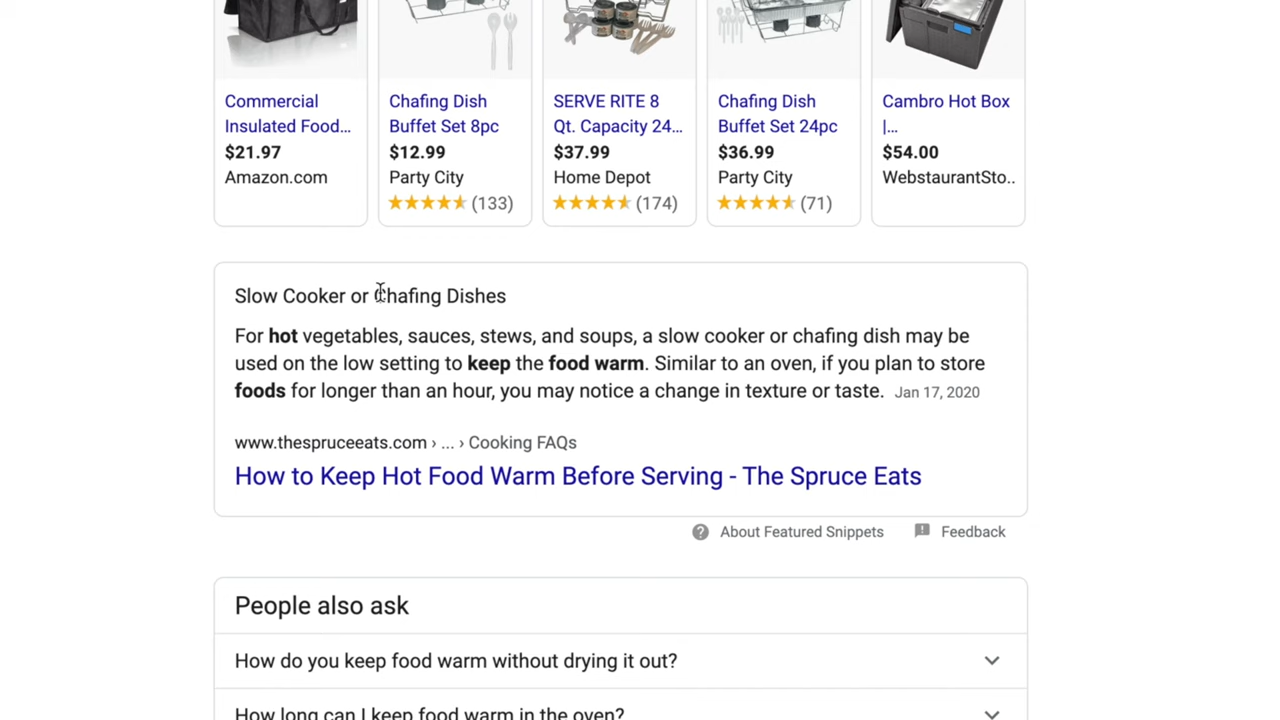 Commercial
Insulated Food...
$21.97
Amazon.com
Chafing Dish
Buffet Set 8pc
$12.99
Party City
(133)
SERVE RITE 8
Qt. Capacity 24...
$37.99
Home Depot
(174)
Chafing Dish
Buffet Set 24pc
$36.99
Party City
(71)
Cambro Hot Box
|...
$54.00
WebstaurantSto..
Slow Cooker or Chafing Dishes
For hot vegetables, sauces, stews, and soups, a slow cooker or chafing dish may be
used on the low setting to keep the food warm. Similar to an oven, if you plan to store
foods for longer than an hour, you may notice a change in texture or taste. Jan 17, 2020
www.thespruceeats.com › ... › Cooking FAQs
How to Keep Hot Food Warm Before Serving - The Spruce Eats
About Featured Snippets
Feedback
People also ask
How do you keep food warm without drying it out?
How long can I keep food warm in the oven?